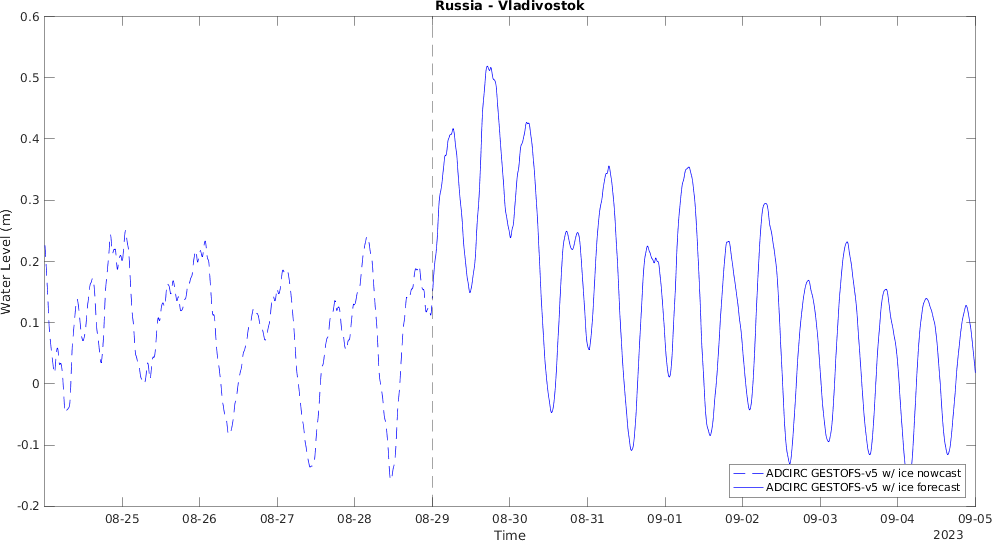 Russia - Vladivostok
0.6
0.5
0.4
0.3
0.2
0.1
0
-0.1
-0.2
Water Level (m)
ADCIRC GESTOFS-v5 w/ ice nowcast
ADCIRC GESTOFS-v5 w/ ice forecast
08-25 08-26 08-27 08-28 08-29 08-30 08-31 09-01 09-02 09-03 09-04 09-05
Time
2023